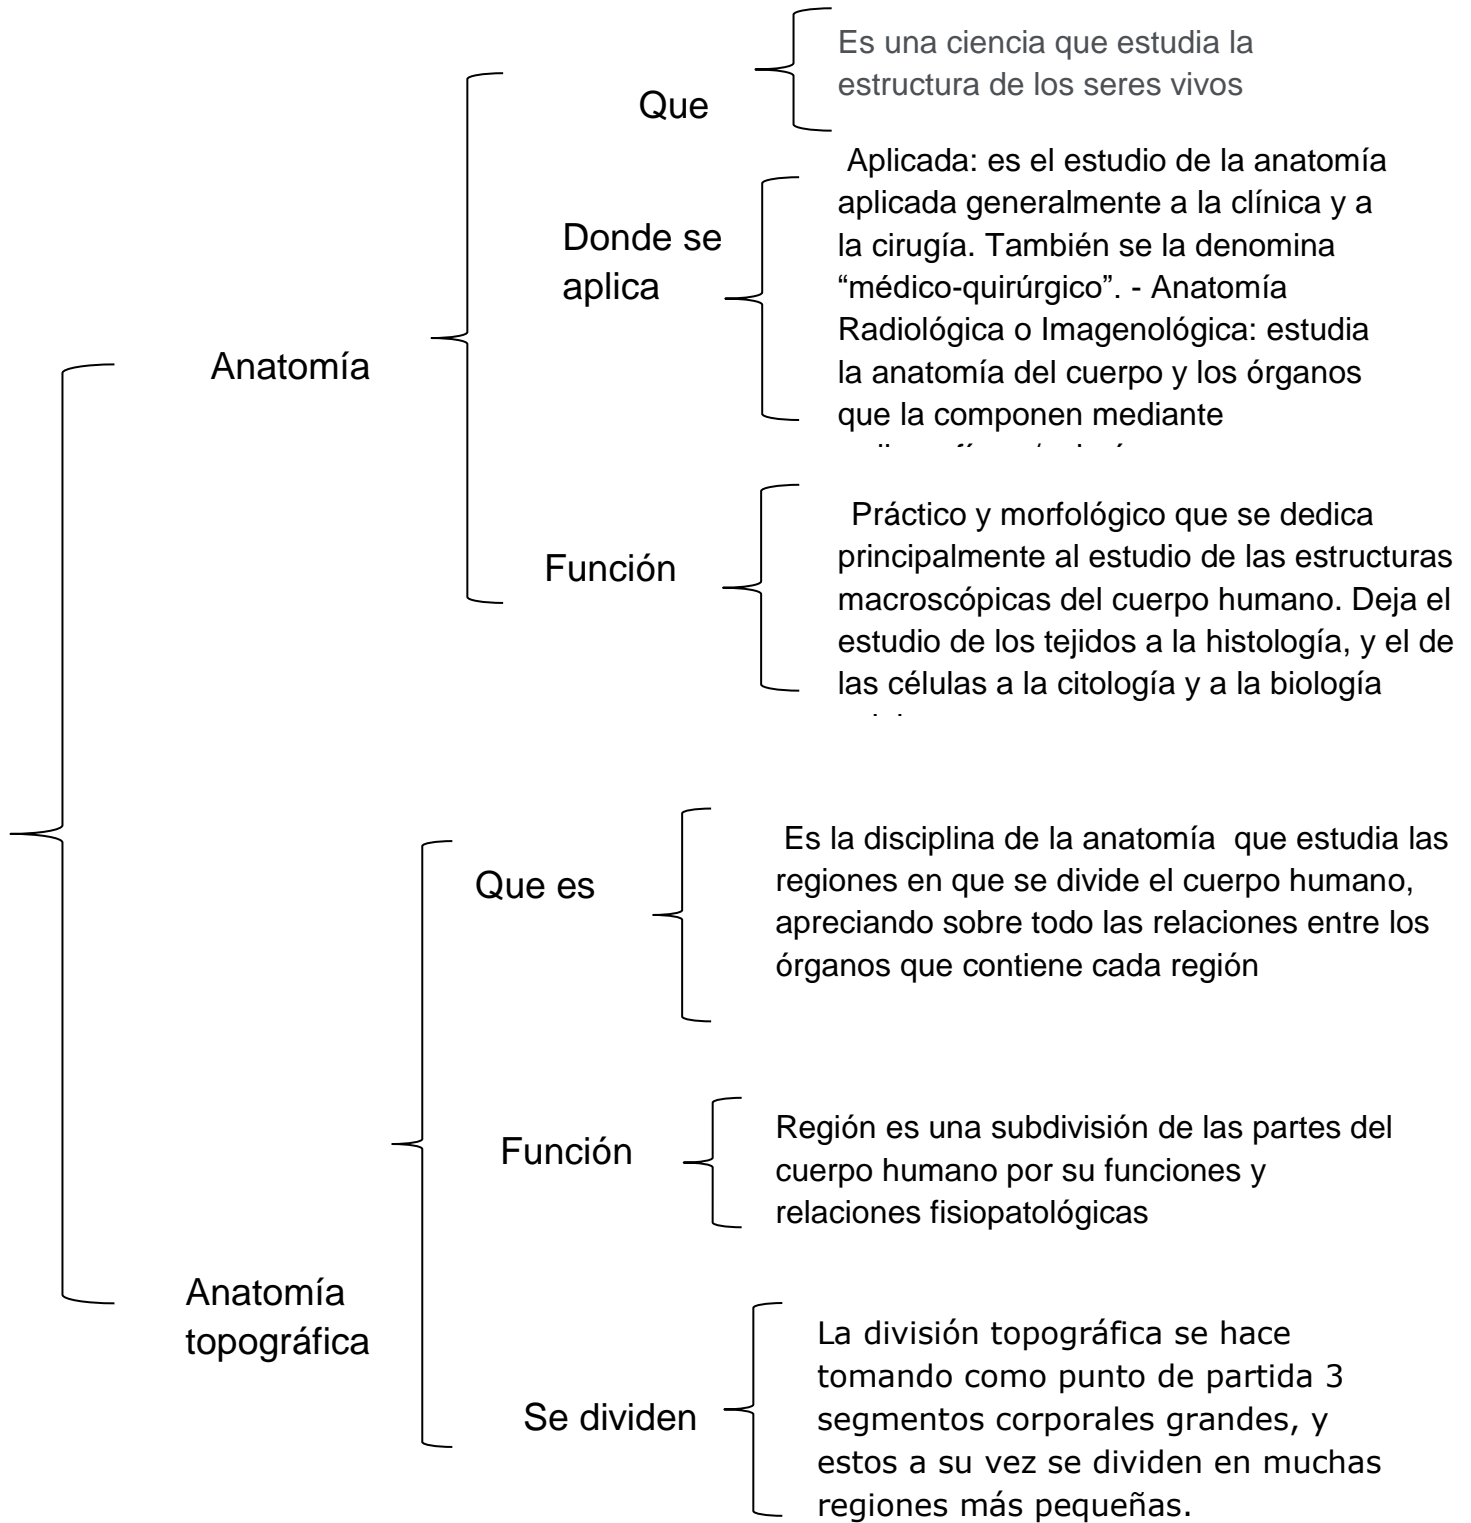 Anatomía
Que
Es una ciencia que estudia la
estructura de los seres vivos
Donde se
aplica
Aplicada: es el estudio de la anatomía
aplicada generalmente a la clínica y a
la cirugía. También se la denomina
“médico-quirúrgico”. - Anatomía
Radiológica o Imagenológica: estudia
la anatomía del cuerpo y los órganos
que la componen mediante
Función
Práctico y morfológico que se dedica
principalmente al estudio de las estructuras
macroscópicas del cuerpo humano. Deja el
estudio de los tejidos a la histología, y el de
las células a la citología y a la biología
Anatomía
topográfica
Que es
Es la disciplina de la anatomía  que estudia las
regiones en que se divide el cuerpo humano,
apreciando sobre todo las relaciones entre los
órganos que contiene cada región
Función
Región es una subdivisión de las partes del
cuerpo humano por su funciones y
relaciones fisiopatológicas
Se dividen
La división topográfica se hace
tomando como punto de partida 3
segmentos corporales grandes, y
estos a su vez se dividen en muchas
regiones más pequeñas.